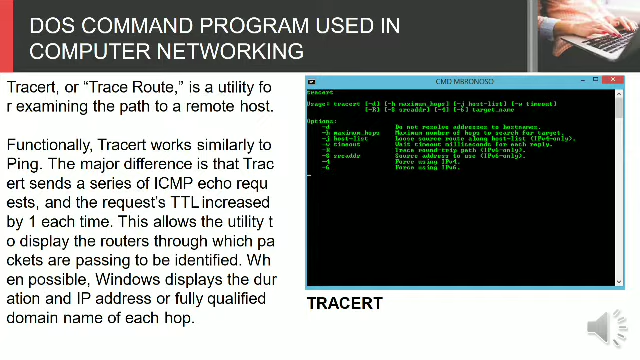 DOS COMMAND PROGRAM USED IN
COMPUTER NETWORKING
Tracert, or “Trace Route,” is a utility fo
r examining the path to a remote host.
Functionally, Tracert works similarly to
Ping. The major difference is that Trac
ert sends a series of ICMP echo requ
ests, and the request's TTL increased
by 1 each time. This allows the utility t
o display the routers through which pa
ckets are passing to be identified. Wh
en possible, Windows displays the dur
ation and IP address or fully qualified
domain name of each hop.
CMD MBRONOSO
tracert
Usage: tracert [-d] [-h maximum_hops] [-j host-list] [-w timeout]
[-R] [-S srcaddr] [-4] [-6] target_name
Options:
-d Do not resolve addresses to hostnames.
-h maximum_hops Maximum number of hops to search for target.
-j host-list Loose source route along host-list (IPv4-only).
-w timeout Wait timeout milliseconds for each reply.
-R Trace round-trip path (IPv6-only).
-S srcaddr Source address to use (IPv6-only).
-4 Force using IPv4.
-6 Force using IPv6.
TRACERT